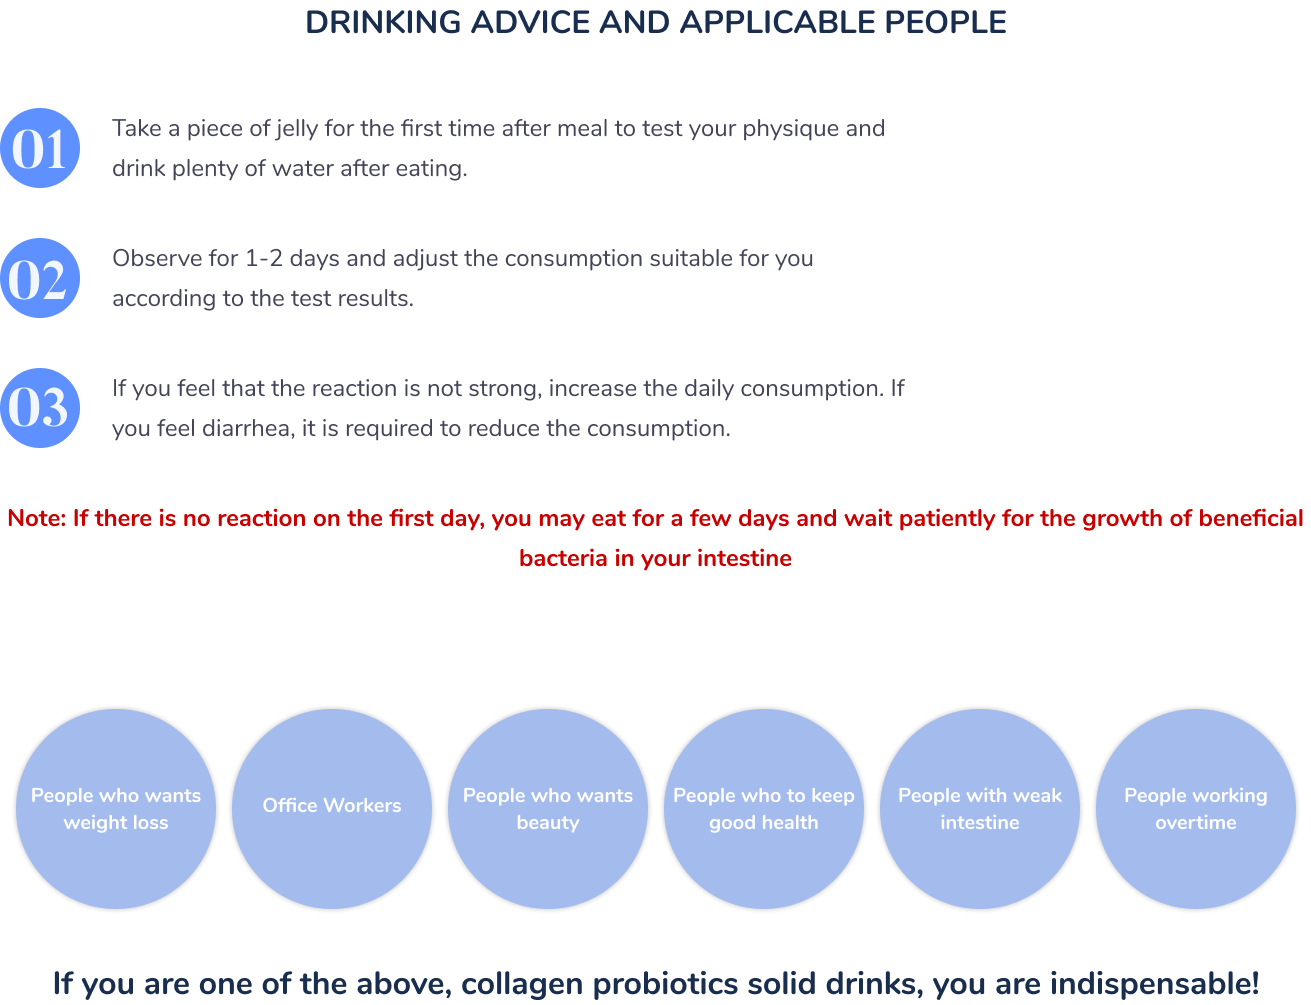 DRINKING ADVICE AND APPLICABLE PEOPLE
01
Take a piece of jelly for the first time after meal to test your physique and
drink plenty of water after eating.
02
Observe for 1-2 days and adjust the consumption suitable for you
according to the test results.
03
If you feel that the reaction is not strong, increase the daily consumption. If
you feel diarrhea, it is required to reduce the consumption.
Note: If there is no reaction on the first day, you may eat for a few days and wait patiently for the growth of beneficial
bacteria in your intestine
People who wants
weight loss
Office Workers
People who wants
beauty
People who to keep
good health
People with weak
intestine
People working
overtime
If you are one of the above, collagen probiotics solid drinks, you are indispensable!